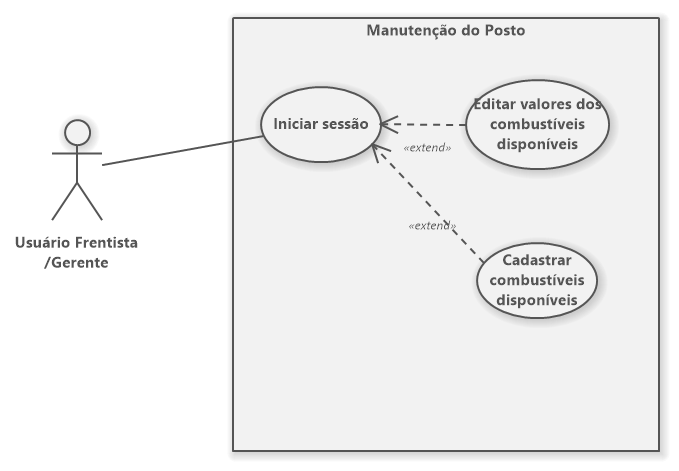 Manutenção do Posto
Iniciar sessão
Editar valores dos
combustíveis
disponíveis
«extend»
«extend»
Usuário Frentista
/Gerente
Cadastrar
combustíveis
disponíveis